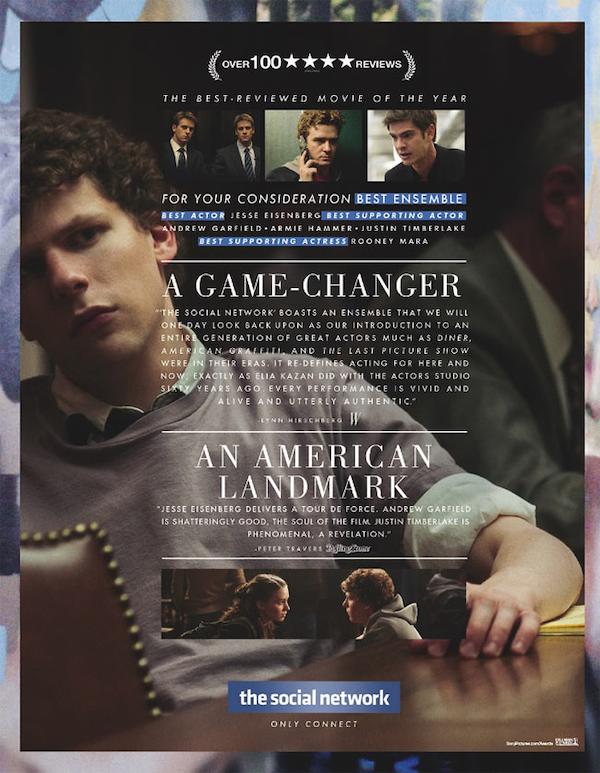 OVER 100 ★★★★ REVIEWS
THE BEST-REVIEWED MOVIE OF THE YEAR
FOR YOUR CONSIDERATION BEST ENSEMBLE
BEST ACTOR JESSE EISENBERG BEST SUPPORTING ACTOR
ANDREW GARFIELD • ARMIE HAMMER • JUSTIN TIMBERLAKE
BEST SUPPORTING ACTRESS ROONEY MARA
A GAME-CHANGER
"'THE SOCIAL NETWORK' BOASTS AN ENSEMBLE THAT WE WILL
ONE DAY LOOK BACK UPON AS OUR INTRODUCTION TO AN
ENTIRE GENERATION OF GREAT ACTORS MUCH AS DINER,
AMERICAN GRAFFITI, AND THE LAST PICTURE SHOW
WERE IN THEIR ERAS. IT RE-DEFINES ACTING FOR HERE AND
NOW, EXACTLY AS ELIA KAZAN DID WITH THE ACTORS STUDIO
SIXTY YEARS AGO. EVERY PERFORMANCE IS VIVID AND
ALIVE AND UTTERLY AUTHENTIC."
-LYNN HIRSCHBERG W
AN AMERICAN
LANDMARK
"JESSE EISENBERG DELIVERS A TOUR DE FORCE. ANDREW GARFIELD
IS SHATTERINGLY GOOD, THE SOUL OF THE FILM. JUSTIN TIMBERLAKE IS
PHENOMENAL, A REVELATION."
-PETER TRAVERS Rolling Stone
the social network
ONLY CONNECT
SonyPictures.com/Awards